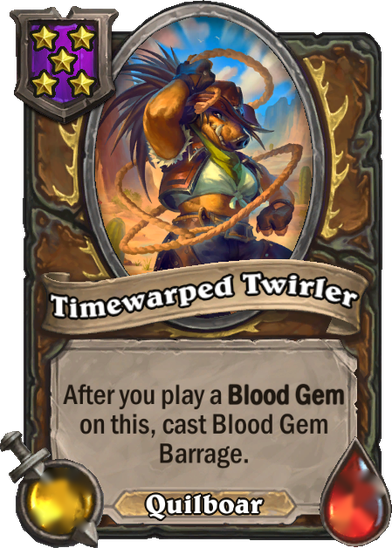 Timewarped Twirler
After you play a Blood Gem
on this, cast Blood Gem
Barrage.
Quilboar